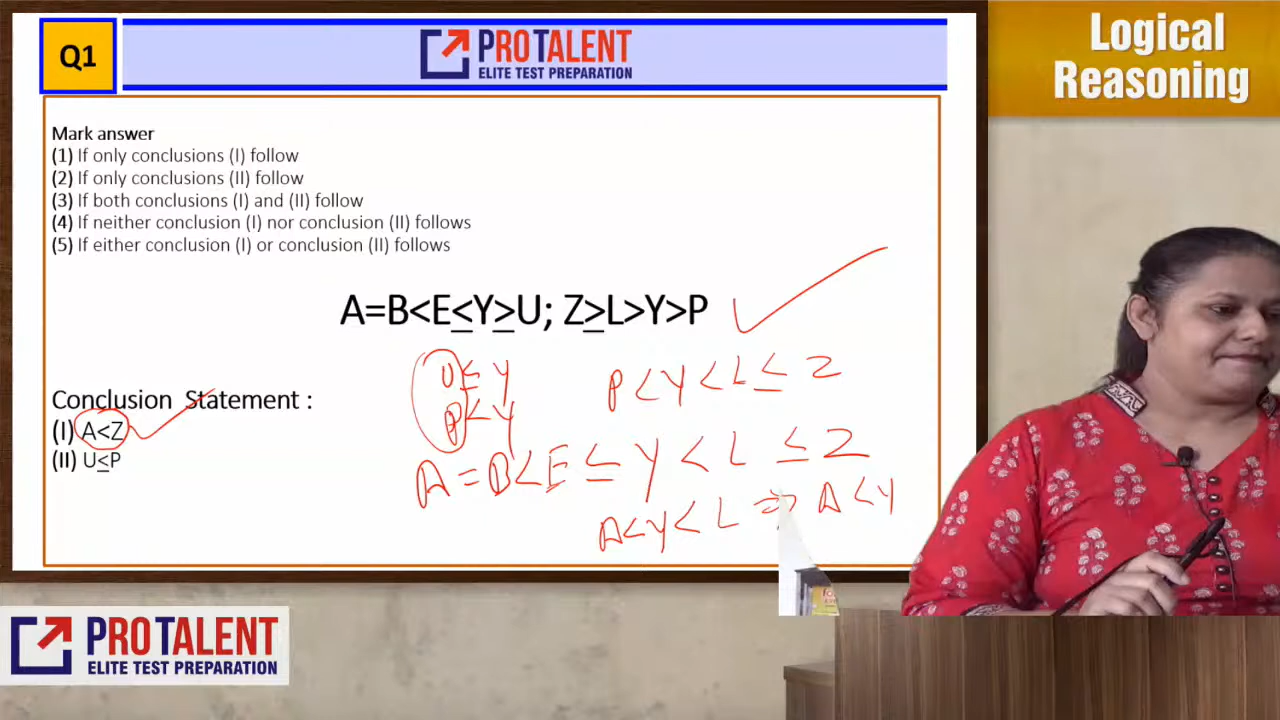 Q1
PROTALENT
ELITE TEST PREPARATION
Logical
Reasoning
Mark answer
(1) If only conclusions (I) follow
(2) If only conclusions (II) follow
(3) If both conclusions (I) and (II) follow
(4) If neither conclusion (I) nor conclusion (II) follows
(5) If either conclusion (I) or conclusion (II) follows
A=B<E≤Y≥U; Z≥L>Y>P
U ≤ Y
P < Y
P < Y < L ≤ Z
Conclusion Statement :
(I) A<Z
(II) U≤P
A = B < E ≤ Y < L ≤ Z
A < Y < L ⇒ A < Y
PROTALENT
ELITE TEST PREPARATION